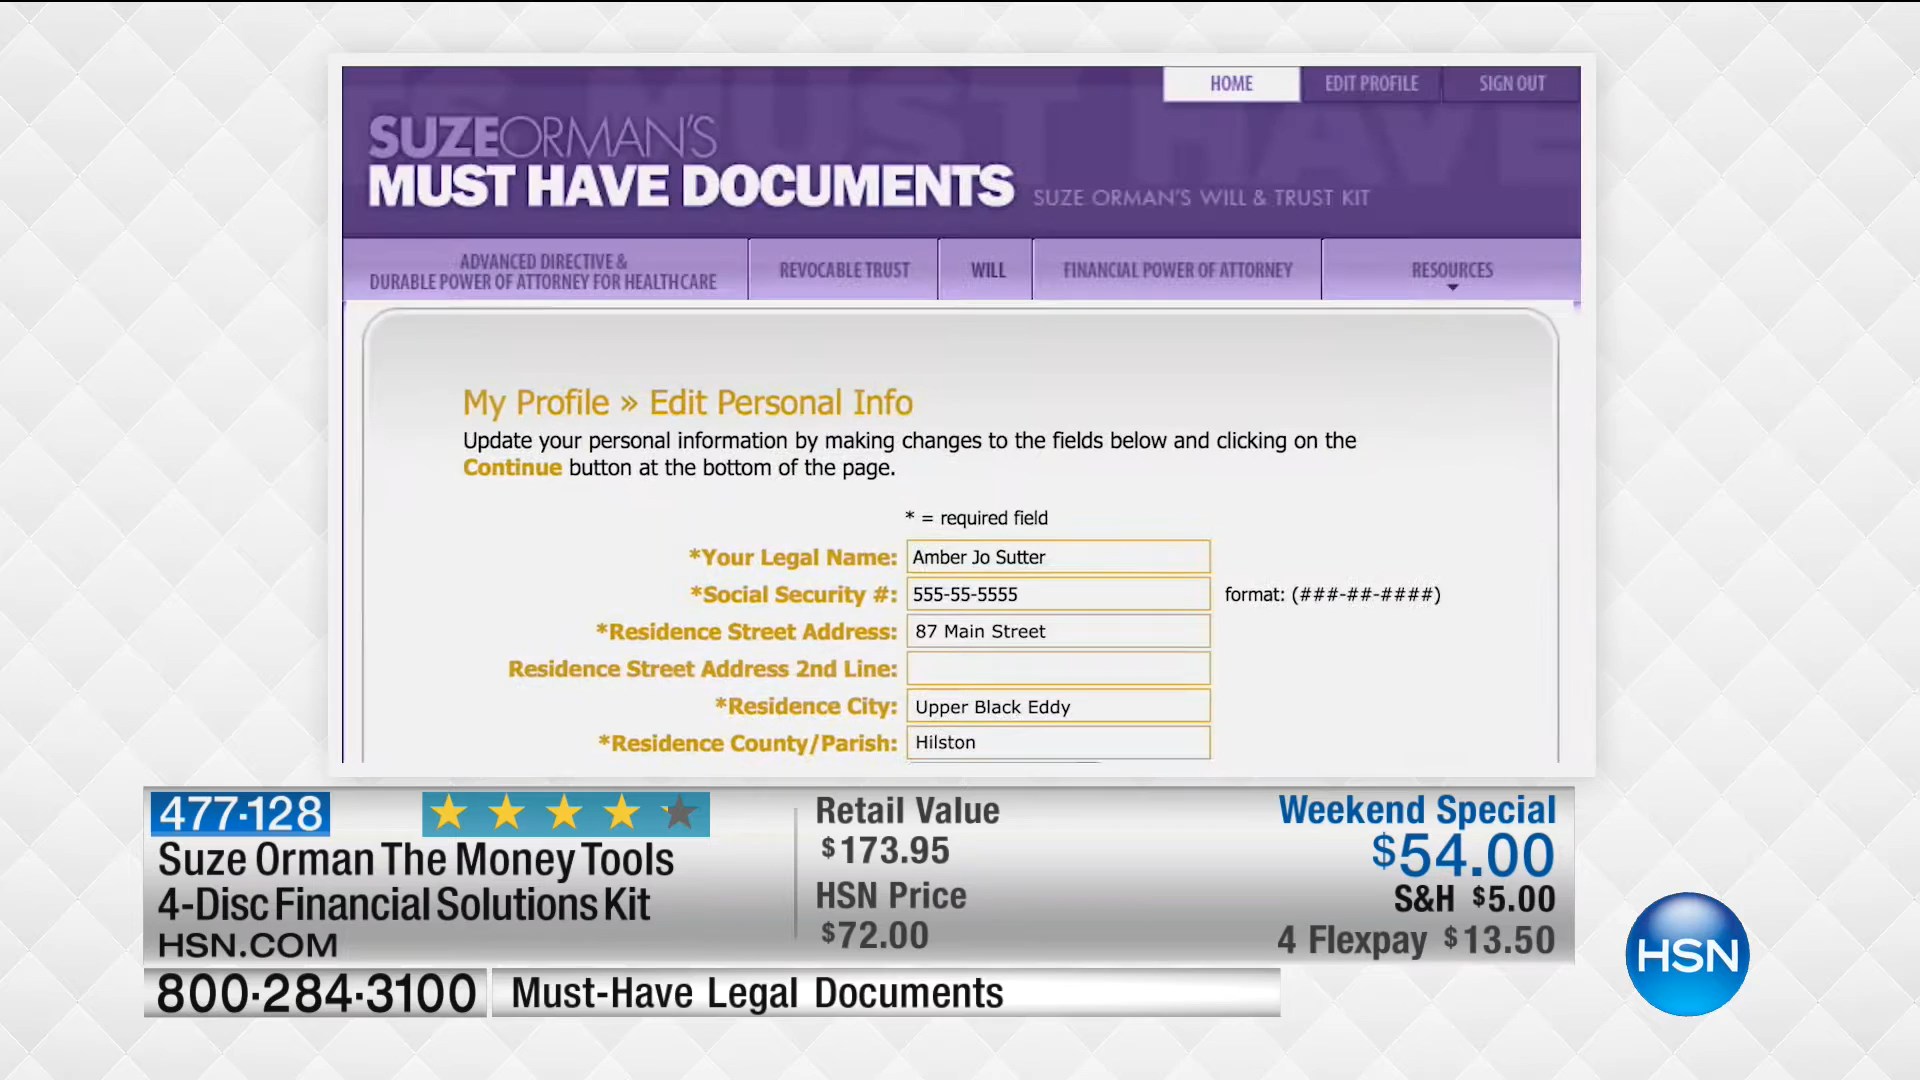 HOME
EDIT PROFILE
SIGN OUT
SUZE ORMAN'S
MUST HAVE DOCUMENTS
SUZE ORMAN'S WILL & TRUST KIT
ADVANCED DIRECTIVE &
DURABLE POWER OF ATTORNEY FOR HEALTHCARE
REVOCABLE TRUST
WILL
FINANCIAL POWER OF ATTORNEY
RESOURCES
My Profile » Edit Personal Info
Update your personal information by making changes to the fields below and clicking on the
Continue button at the bottom of the page.
* = required field
*Your Legal Name: Amber Jo Sutter
*Social Security #: 555-55-5555 format: (###-##-####)
*Residence Street Address: 87 Main Street
Residence Street Address 2nd Line:
*Residence City: Upper Black Eddy
*Residence County/Parish: Hilston
477-128
Suze Orman The Money Tools
4-Disc Financial Solutions Kit
HSN.COM
Retail Value
$173.95
HSN Price
$72.00
Weekend Special
$54.00
S&H $5.00
4 Flexpay $13.50
HSN
800-284-3100
Must-Have Legal Documents